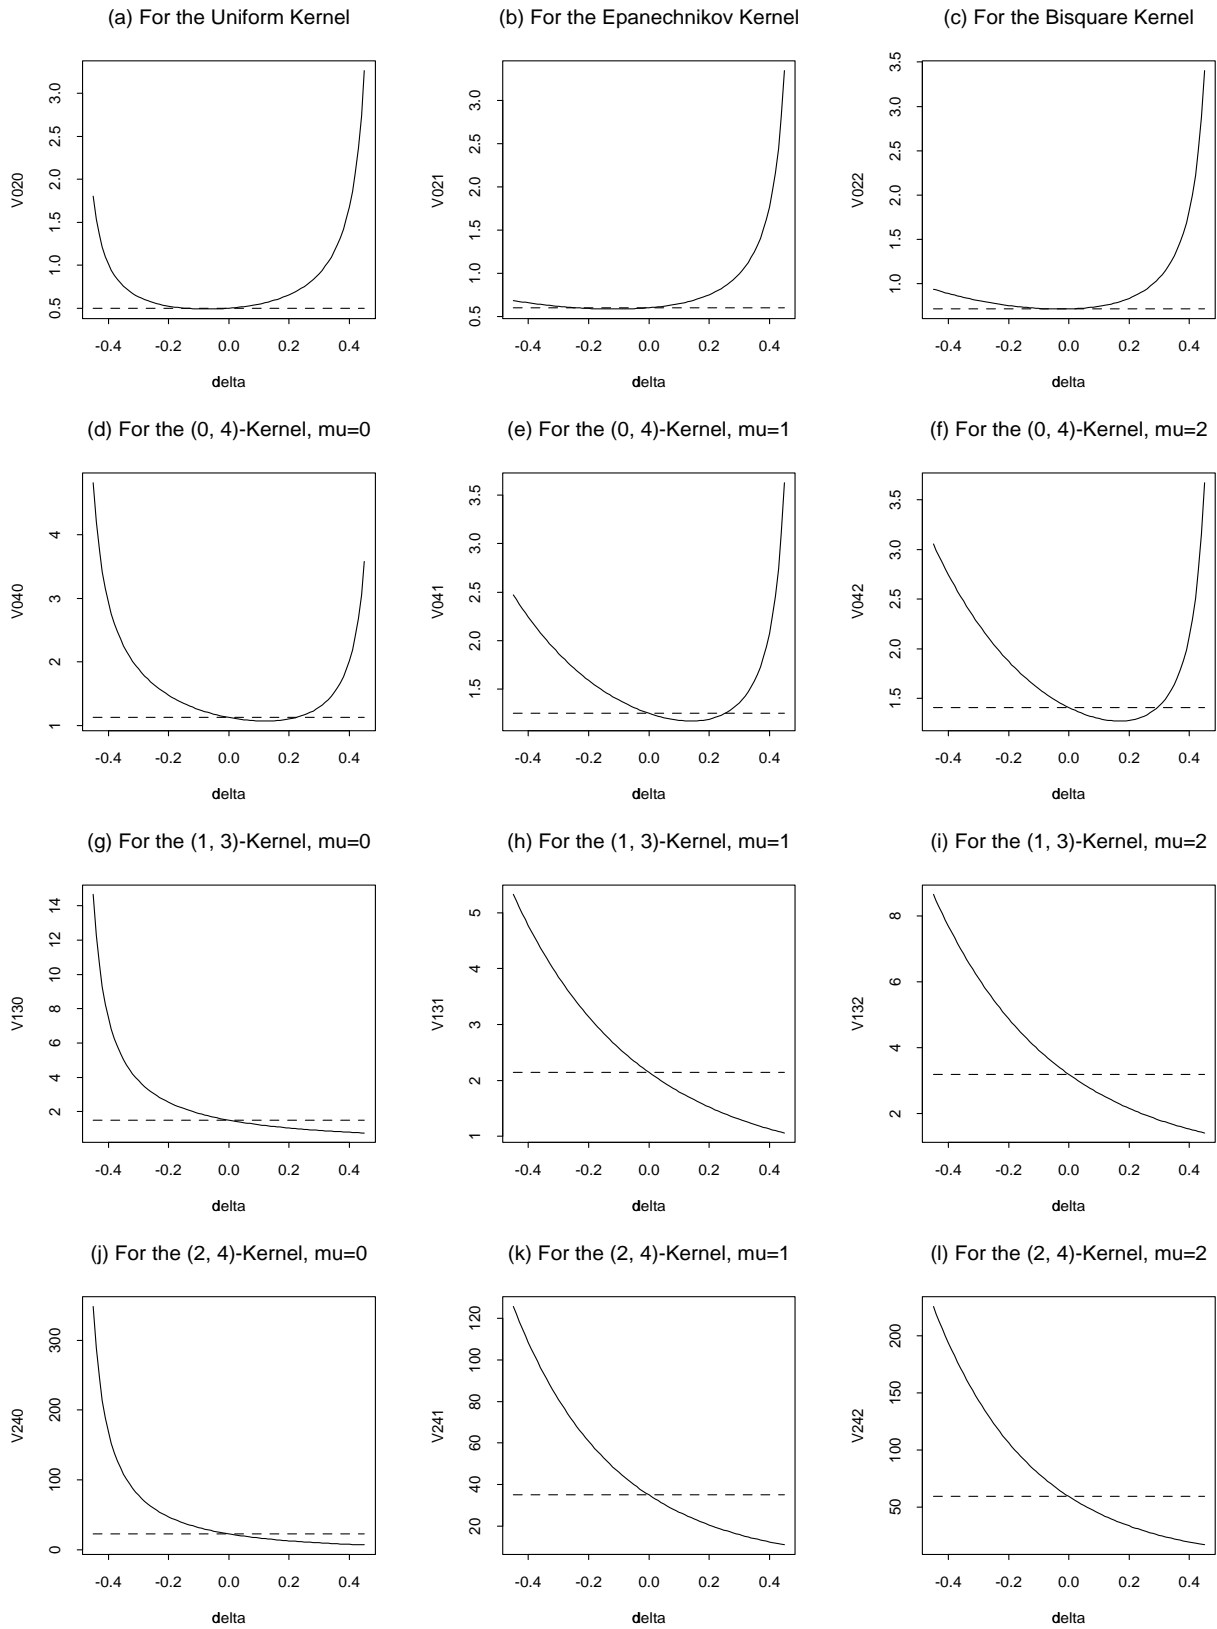 (a) For the Uniform Kernel
V020
0.5 1.0 1.5 2.0 2.5 3.0
-0.4 -0.2 0.0 0.2 0.4
delta
(b) For the Epanechnikov Kernel
V021
0.5 1.0 1.5 2.0 2.5 3.0
-0.4 -0.2 0.0 0.2 0.4
delta
(c) For the Bisquare Kernel
V022
1.0 1.5 2.0 2.5 3.0 3.5
-0.4 -0.2 0.0 0.2 0.4
delta
(d) For the (0, 4)-Kernel, mu=0
V040
1 2 3 4
-0.4 -0.2 0.0 0.2 0.4
delta
(e) For the (0, 4)-Kernel, mu=1
V041
1.5 2.0 2.5 3.0 3.5
-0.4 -0.2 0.0 0.2 0.4
delta
(f) For the (0, 4)-Kernel, mu=2
V042
1.5 2.0 2.5 3.0 3.5
-0.4 -0.2 0.0 0.2 0.4
delta
(g) For the (1, 3)-Kernel, mu=0
V130
2 4 6 8 10 12 14
-0.4 -0.2 0.0 0.2 0.4
delta
(h) For the (1, 3)-Kernel, mu=1
V131
1 2 3 4 5
-0.4 -0.2 0.0 0.2 0.4
delta
(i) For the (1, 3)-Kernel, mu=2
V132
2 4 6 8
-0.4 -0.2 0.0 0.2 0.4
delta
(j) For the (2, 4)-Kernel, mu=0
V240
0 100 200 300
-0.4 -0.2 0.0 0.2 0.4
delta
(k) For the (2, 4)-Kernel, mu=1
V241
20 40 60 80 100 120
-0.4 -0.2 0.0 0.2 0.4
delta
(l) For the (2, 4)-Kernel, mu=2
V242
50 100 150 200
-0.4 -0.2 0.0 0.2 0.4
delta